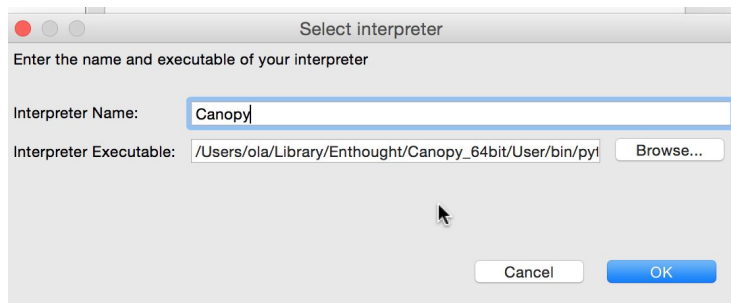 Select interpreter
Enter the name and executable of your interpreter
Interpreter Name: Canopy
Interpreter Executable: /Users/ola/Library/Enthought/Canopy_64bit/User/bin/pyt Browse...
Cancel OK